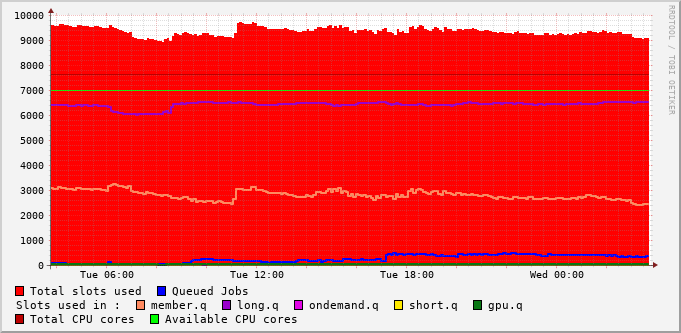 10000
9000
8000
7000
6000
5000
4000
3000
2000
1000
0
Tue 06:00 Tue 12:00 Tue 18:00 Wed 00:00
RRDTOOL / TOBI OETIKER
Total slots used Queued Jobs
Slots used in : member.q long.q ondemand.q short.q gpu.q
Total CPU cores Available CPU cores